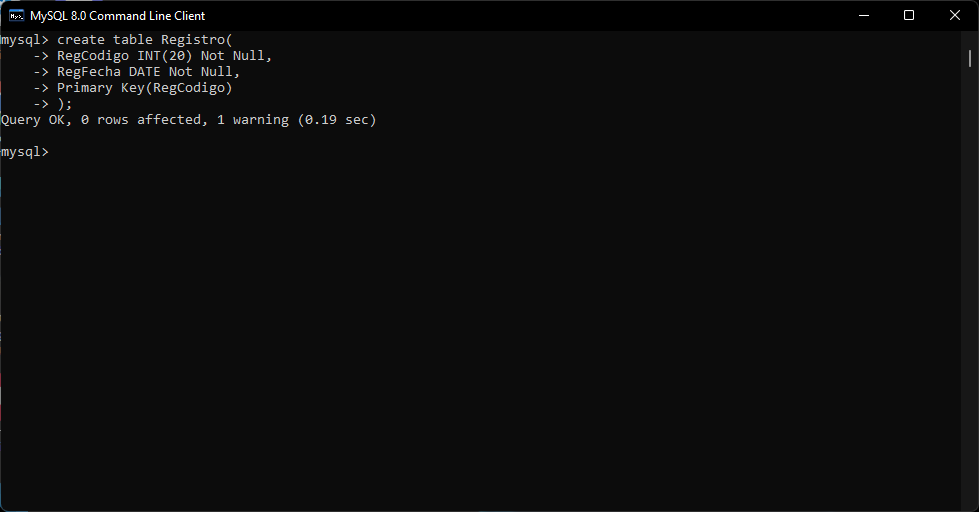 MySQL 8.0 Command Line Client
mysql> create table Registro(
    -> RegCodigo INT(20) Not Null,
    -> RegFecha DATE Not Null,
    -> Primary Key(RegCodigo)
    -> );
Query OK, 0 rows affected, 1 warning (0.19 sec)
mysql>